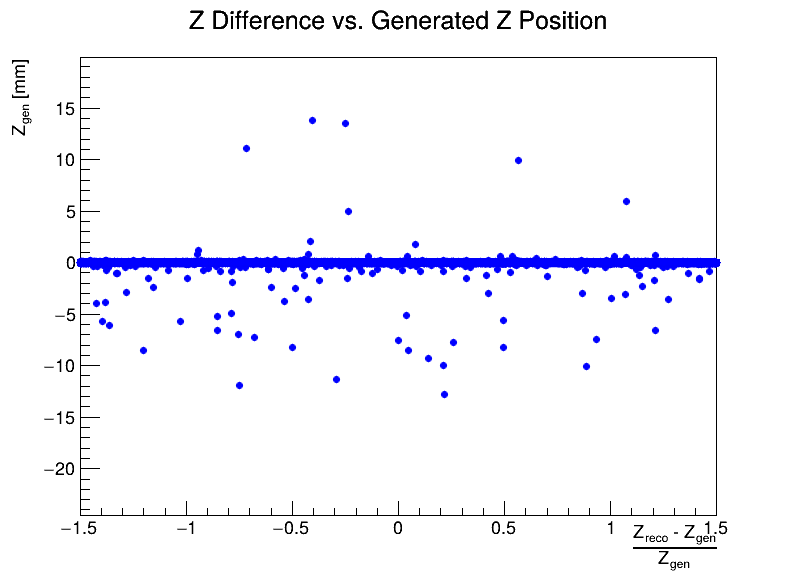 Z Difference vs. Generated Z Position
Z_gen [mm]
15
10
5
0
−5
−10
−15
−20
−1.5 −1 −0.5 0 0.5 1 1.5
Z_reco - Z_gen
Z_gen